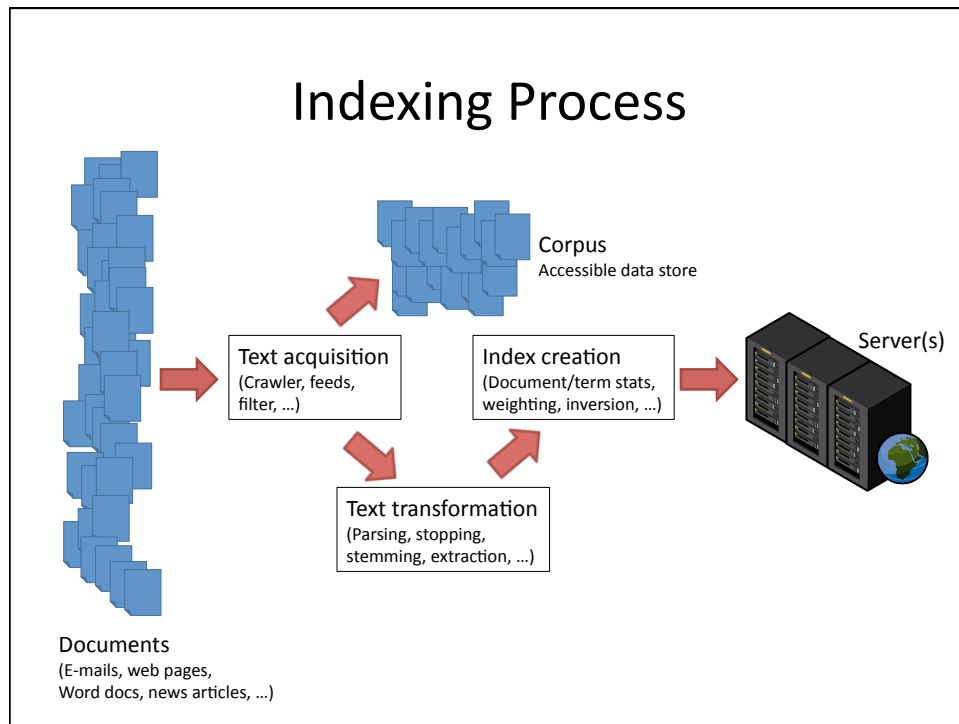 Indexing Process
Corpus
Accessible data store
Server(s)
Text acquisition
(Crawler, feeds,
filter, …)
Index creation
(Document/term stats,
weighting, inversion, …)
Text transformation
(Parsing, stopping,
stemming, extraction, …)
Documents
(E-mails, web pages,
Word docs, news articles, …)